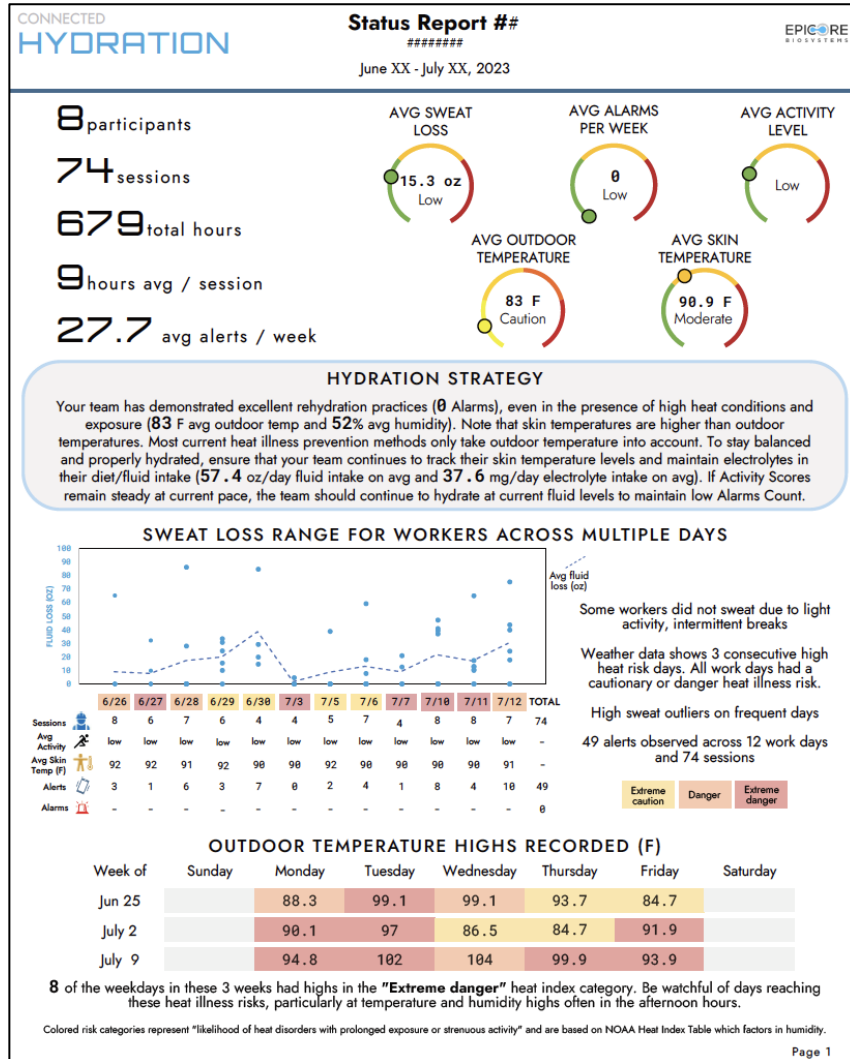 CONNECTED
HYDRATION
Status Report ##
########
June XX - July XX, 2023
EPICORE
BIOSYSTEMS
8 participants
74 sessions
679 total hours
9 hours avg / session
27.7 avg alerts / week
AVG SWEAT
LOSS
15.3 oz
Low
AVG ALARMS
PER WEEK
0
Low
AVG ACTIVITY
LEVEL
Low
AVG OUTDOOR
TEMPERATURE
83 F
Caution
AVG SKIN
TEMPERATURE
90.9 F
Moderate
HYDRATION STRATEGY
Your team has demonstrated excellent rehydration practices (0 Alarms), even in the presence of high heat conditions and
exposure (83 F avg outdoor temp and 52% avg humidity). Note that skin temperatures are higher than outdoor
temperatures. Most current heat illness prevention methods only take outdoor temperature into account. To stay balanced
and properly hydrated, ensure that your team continues to track their skin temperature levels and maintain electrolytes in
their diet/fluid intake (57.4 oz/day fluid intake on avg and 37.6 mg/day electrolyte intake on avg). If Activity Scores
remain steady at current pace, the team should continue to hydrate at current fluid levels to maintain low Alarms Count.
SWEAT LOSS RANGE FOR WORKERS ACROSS MULTIPLE DAYS
FLUID LOSS (OZ)
100
90
80
70
60
50
40
30
20
10
0
Avg fluid
loss (oz)
6/26 6/27 6/28 6/29 6/30 7/3 7/5 7/6 7/7 7/10 7/11 7/12 TOTAL
Sessions 8 6 7 6 4 4 5 7 4 8 8 7 74
Avg
Activity low low low low low low low low low low low low -
Avg Skin
Temp (F) 92 92 91 92 90 90 92 90 90 90 90 91 -
Alerts 3 1 6 3 7 0 2 4 1 8 4 10 49
Alarms - - - - - - - - - - - - 0
Some workers did not sweat due to light
activity, intermittent breaks
Weather data shows 3 consecutive high
heat risk days. All work days had a
cautionary or danger heat illness risk.
High sweat outliers on frequent days
49 alerts observed across 12 work days
and 74 sessions
Extreme
caution
Danger
Extreme
danger
OUTDOOR TEMPERATURE HIGHS RECORDED (F)
Week of Sunday Monday Tuesday Wednesday Thursday Friday Saturday
Jun 25 88.3 99.1 99.1 93.7 84.7
July 2 90.1 97 86.5 84.7 91.9
July 9 94.8 102 104 99.9 93.9
8 of the weekdays in these 3 weeks had highs in the "Extreme danger" heat index category. Be watchful of days reaching
these heat illness risks, particularly at temperature and humidity highs often in the afternoon hours.
Colored risk categories represent "likelihood of heat disorders with prolonged exposure or strenuous activity" and are based on NOAA Heat Index Table which factors in humidity.
Page 1